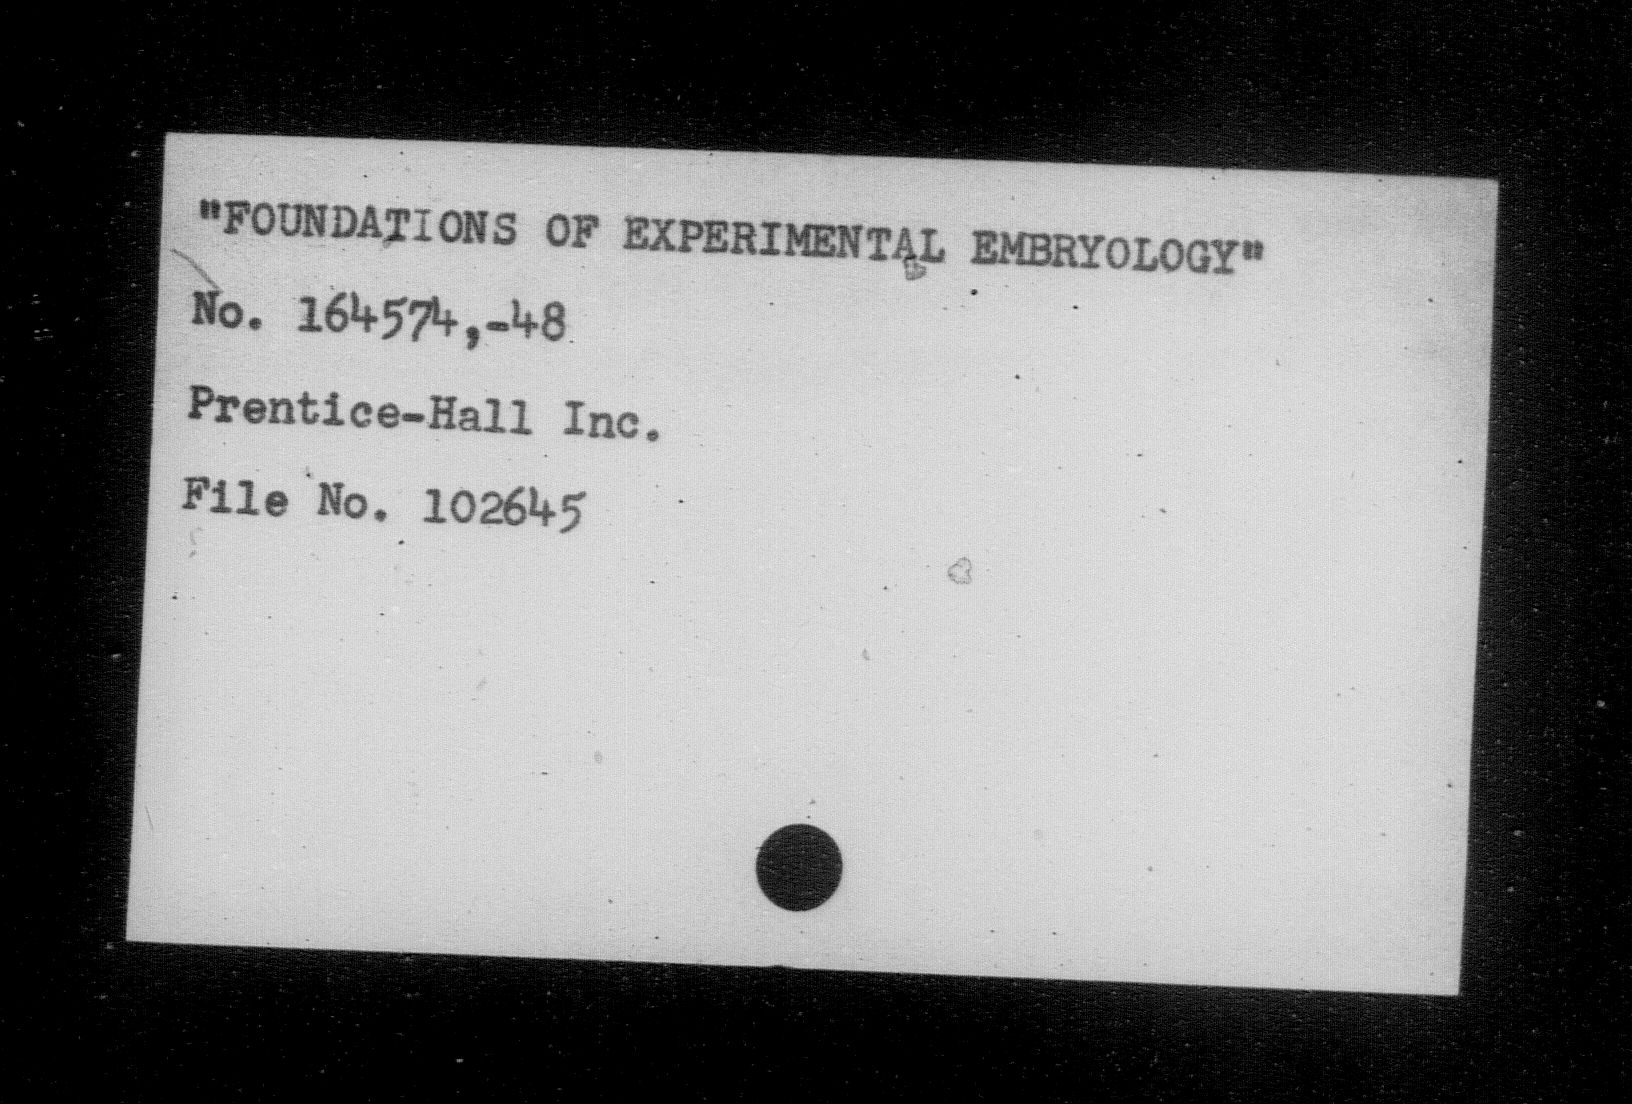 "FOUNDATIONS OF EXPERIMENTAL EMBRYOLOGY"
No. 164574,-48
Prentice-Hall Inc.
File No. 102645